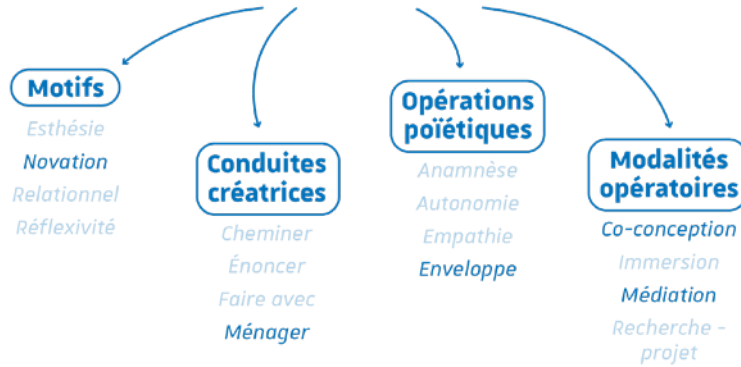 Motifs
Esthésie
Novation
Relationnel
Réflexivité
Conduites
créatrices
Cheminer
Énoncer
Faire avec
Ménager
Opérations
poïétiques
Anamnèse
Autonomie
Empathie
Enveloppe
Modalités
opératoires
Co-conception
Immersion
Médiation
Recherche -
projet